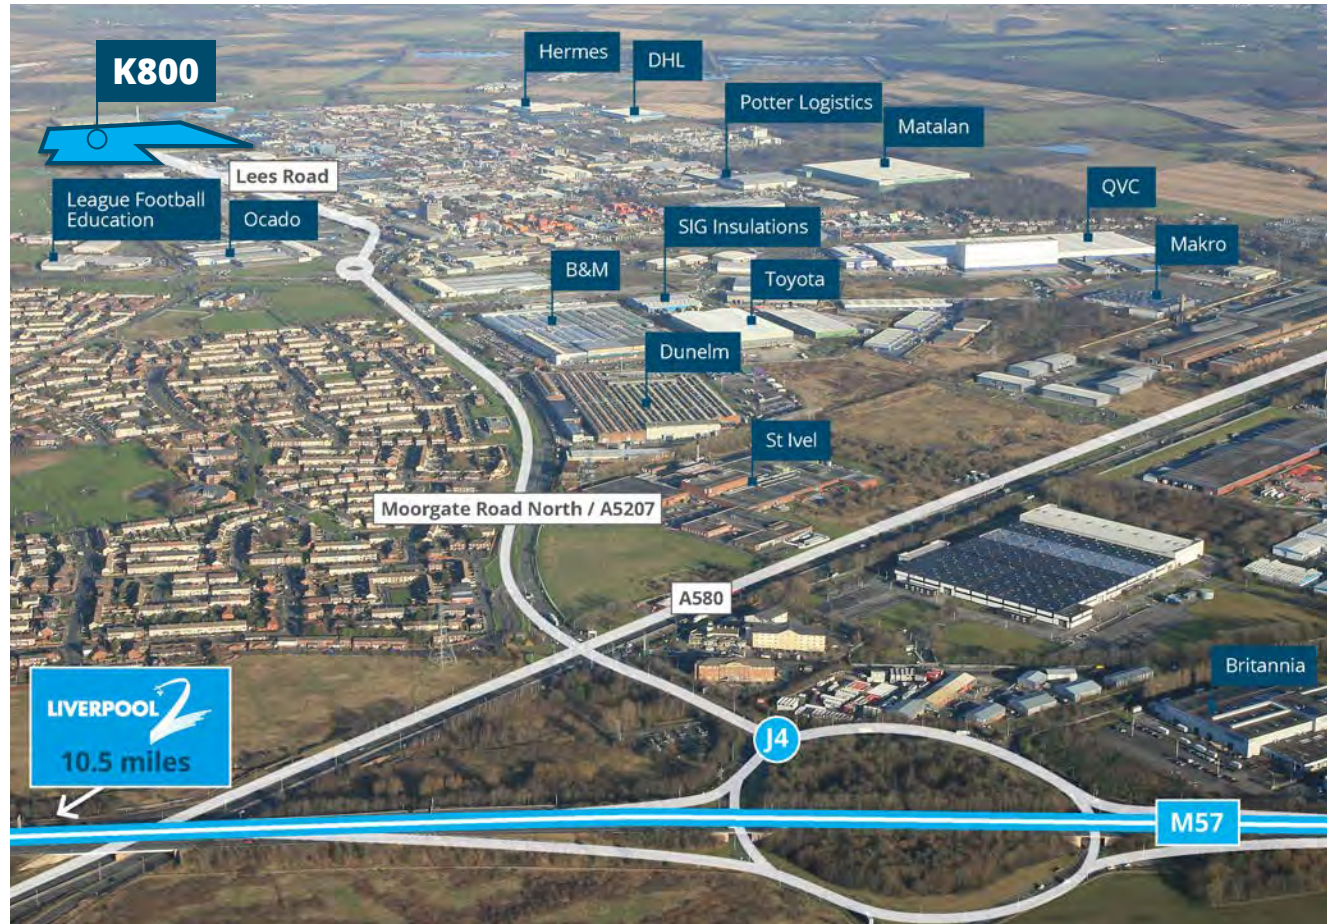 K800
Hermes
DHL
Potter Logistics
Matalan
Lees Road
League Football
Education
Ocado
QVC
SIG Insulations
Makro
B&M
Toyota
Dunelm
St Ivel
Moorgate Road North / A5207
A580
Britannia
LIVERPOOL2
10.5 miles
J4
M57